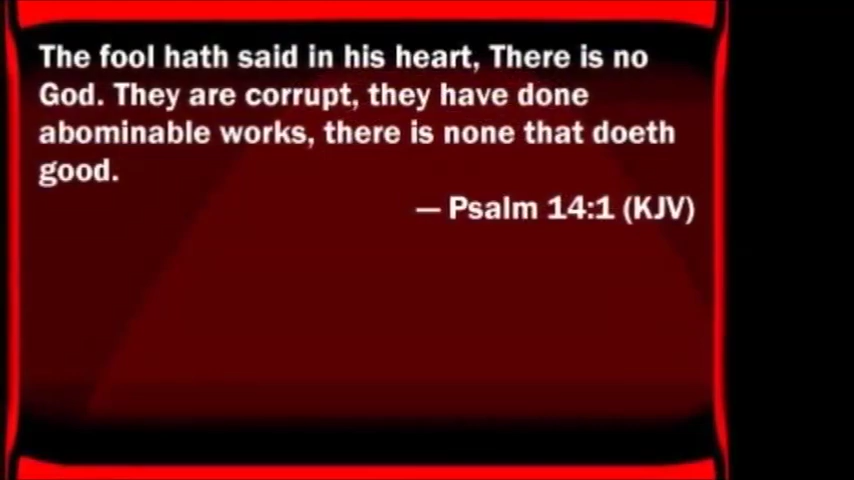 The fool hath said in his heart, There is no
God. They are corrupt, they have done
abominable works, there is none that doeth
good.
— Psalm 14:1 (KJV)